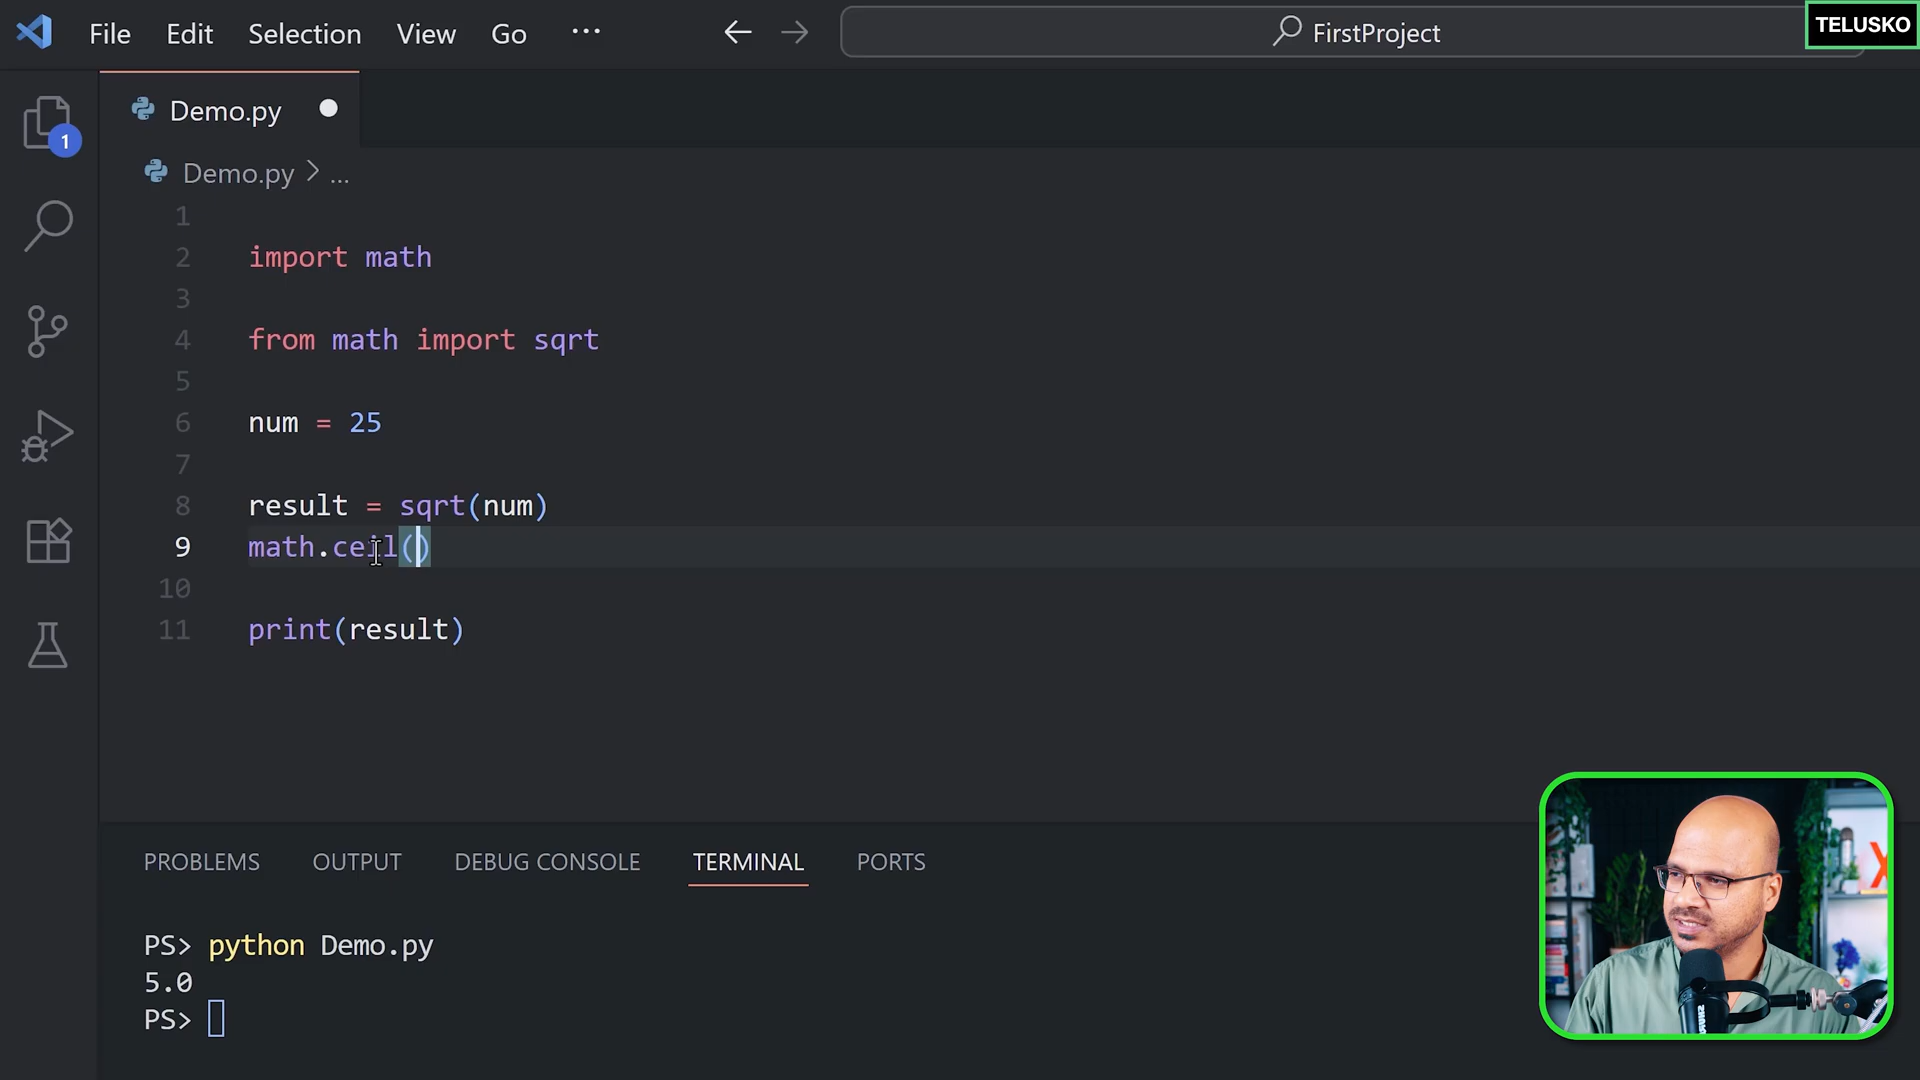 File Edit Selection View Go ... FirstProject TELUSKO
Demo.py
1
Demo.py > ...
1
2 import math
3
4 from math import sqrt
5
6 num = 25
7
8 result = sqrt(num)
9 math.ceil()
10
11 print(result)
PROBLEMS OUTPUT DEBUG CONSOLE TERMINAL PORTS
PS> python Demo.py
5.0
PS>